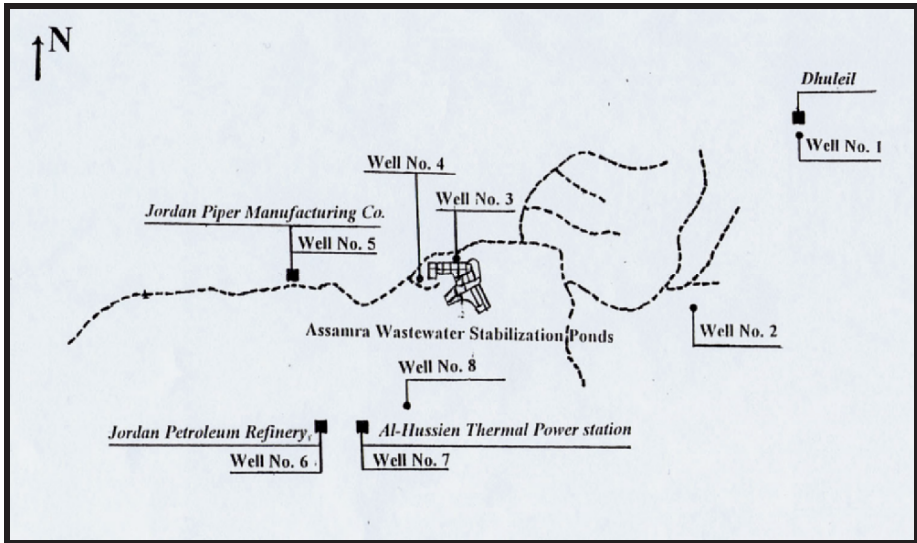 N
Dhuleil
Well No. 1
Well No. 4
Well No. 3
Jordan Piper Manufacturing Co.
Well No. 5
Assamra Wastewater Stabilization Ponds
Well No. 2
Well No. 8
Jordan Petroleum Refinery
Al-Hussien Thermal Power station
Well No. 6
Well No. 7